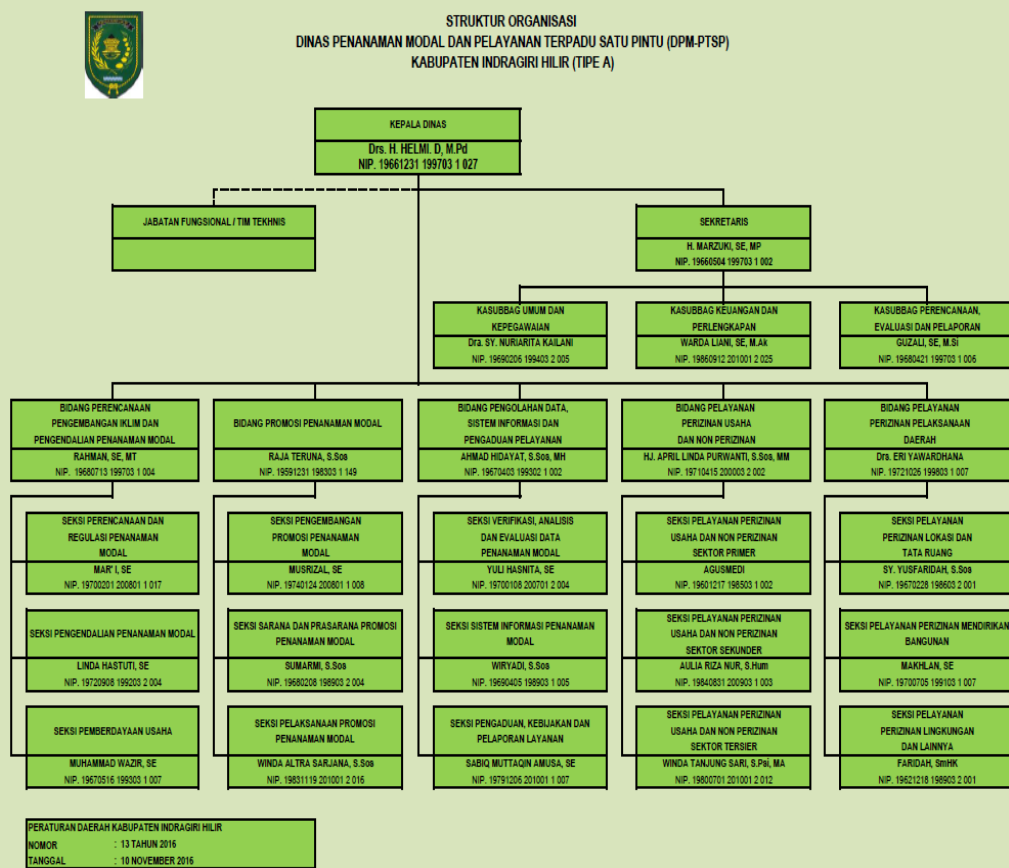 STRUKTUR ORGANISASI
DINAS PENANAMAN MODAL DAN PELAYANAN TERPADU SATU PINTU (DPM-PTSP)
KABUPATEN INDRAGIRI HILIR (TIPE A)
KEPALA DINAS
Drs. H. HELMI. D, M.Pd
NIP. 19661231 199703 1 027
JABATAN FUNGSIONAL / TIM TEKHNIS
SEKRETARIS
H. MARZUKI, SE, MP
NIP. 19660504 199703 1 002
KASUBBAG UMUM DAN
KEPEGAWAIAN
Dra. SY. NURIARITA KAILANI
NIP. 19690206 199403 2 005
KASUBBAG KEUANGAN DAN
PERLENGKAPAN
WARDA LIANI, SE, M.Ak
NIP. 19860912 201001 2 025
KASUBBAG PERENCANAAN,
EVALUASI DAN PELAPORAN
GUZALI, SE, M.Si
NIP. 19680421 199703 1 006
BIDANG PERENCANAAN
PENGEMBANGAN IKLIM DAN
PENGENDALIAN PENANAMAN MODAL
RAHMAN, SE, MT
NIP. 19680713 199703 1 004
BIDANG PROMOSI PENANAMAN MODAL
RAJA TERUNA, S.Sos
NIP. 19591231 198303 1 149
BIDANG PENGOLAHAN DATA,
SISTEM INFORMASI DAN
PENGADUAN PELAYANAN
AHMAD HIDAYAT, S.Sos, MH
NIP. 19670403 199302 1 002
BIDANG PELAYANAN
PERIZINAN USAHA
DAN NON PERIZINAN
HJ. APRIL LINDA PURWANTI, S.Sos, MM
NIP. 19710415 200003 2 002
BIDANG PELAYANAN
PERIZINAN PELAKSANAAN
DAERAH
Drs. ERI YAWARDHANA
NIP. 19721026 199803 1 007
SEKSI PERENCANAAN DAN
REGULASI PENANAMAN
MODAL
MAR' I, SE
NIP. 19700201 200801 1 017
SEKSI PENGEMBANGAN
PROMOSI PENANAMAN
MODAL
MUSRIZAL, SE
NIP. 19740124 200801 1 008
SEKSI VERIFIKASI, ANALISIS
DAN EVALUASI DATA
PENANAMAN MODAL
YULI HASNITA, SE
NIP. 19700108 200701 2 004
SEKSI PELAYANAN PERIZINAN
USAHA DAN NON PERIZINAN
SEKTOR PRIMER
AGUSMEDI
NIP. 19601217 198503 1 002
SEKSI PELAYANAN
PERIZINAN LOKASI DAN
TATA RUANG
SY. YUSFARIDAH, S.Sos
NIP. 19670228 198603 2 001
SEKSI PENGENDALIAN PENANAMAN MODAL
LINDA HASTUTI, SE
NIP. 19720908 199203 2 004
SEKSI SARANA DAN PRASARANA PROMOSI
PENANAMAN MODAL
SUMARMI, S.Sos
NIP. 19680208 198903 2 004
SEKSI SISTEM INFORMASI PENANAMAN
MODAL
WIRYADI, S.Sos
NIP. 19690405 198903 1 005
SEKSI PELAYANAN PERIZINAN
USAHA DAN NON PERIZINAN
SEKTOR SEKUNDER
AULIA RIZA NUR, S.Hum
NIP. 19840831 200903 1 003
SEKSI PELAYANAN PERIZINAN MENDIRIKAN
BANGUNAN
MAKHLAN, SE
NIP. 19700705 199103 1 007
SEKSI PEMBERDAYAAN USAHA
MUHAMMAD WAZIR, SE
NIP. 19670516 199303 1 007
SEKSI PELAKSANAAN PROMOSI
PENANAMAN MODAL
WINDA ALTRA SARJANA, S.Sos
NIP. 19831119 201001 2 016
SEKSI PENGADUAN, KEBIJAKAN DAN
PELAPORAN LAYANAN
SABIQ MUTTAQIN AMUSA, SE
NIP. 19791206 201001 1 007
SEKSI PELAYANAN PERIZINAN
USAHA DAN NON PERIZINAN
SEKTOR TERSIER
WINDA TANJUNG SARI, S.Psi, MA
NIP. 19800701 201001 2 012
SEKSI PELAYANAN
PERIZINAN LINGKUNGAN
DAN LAINNYA
FARIDAH, SmHK
NIP. 19621218 198903 2 001
PERATURAN DAERAH KABUPATEN INDRAGIRI HILIR
NOMOR : 13 TAHUN 2016
TANGGAL : 10 NOVEMBER 2016